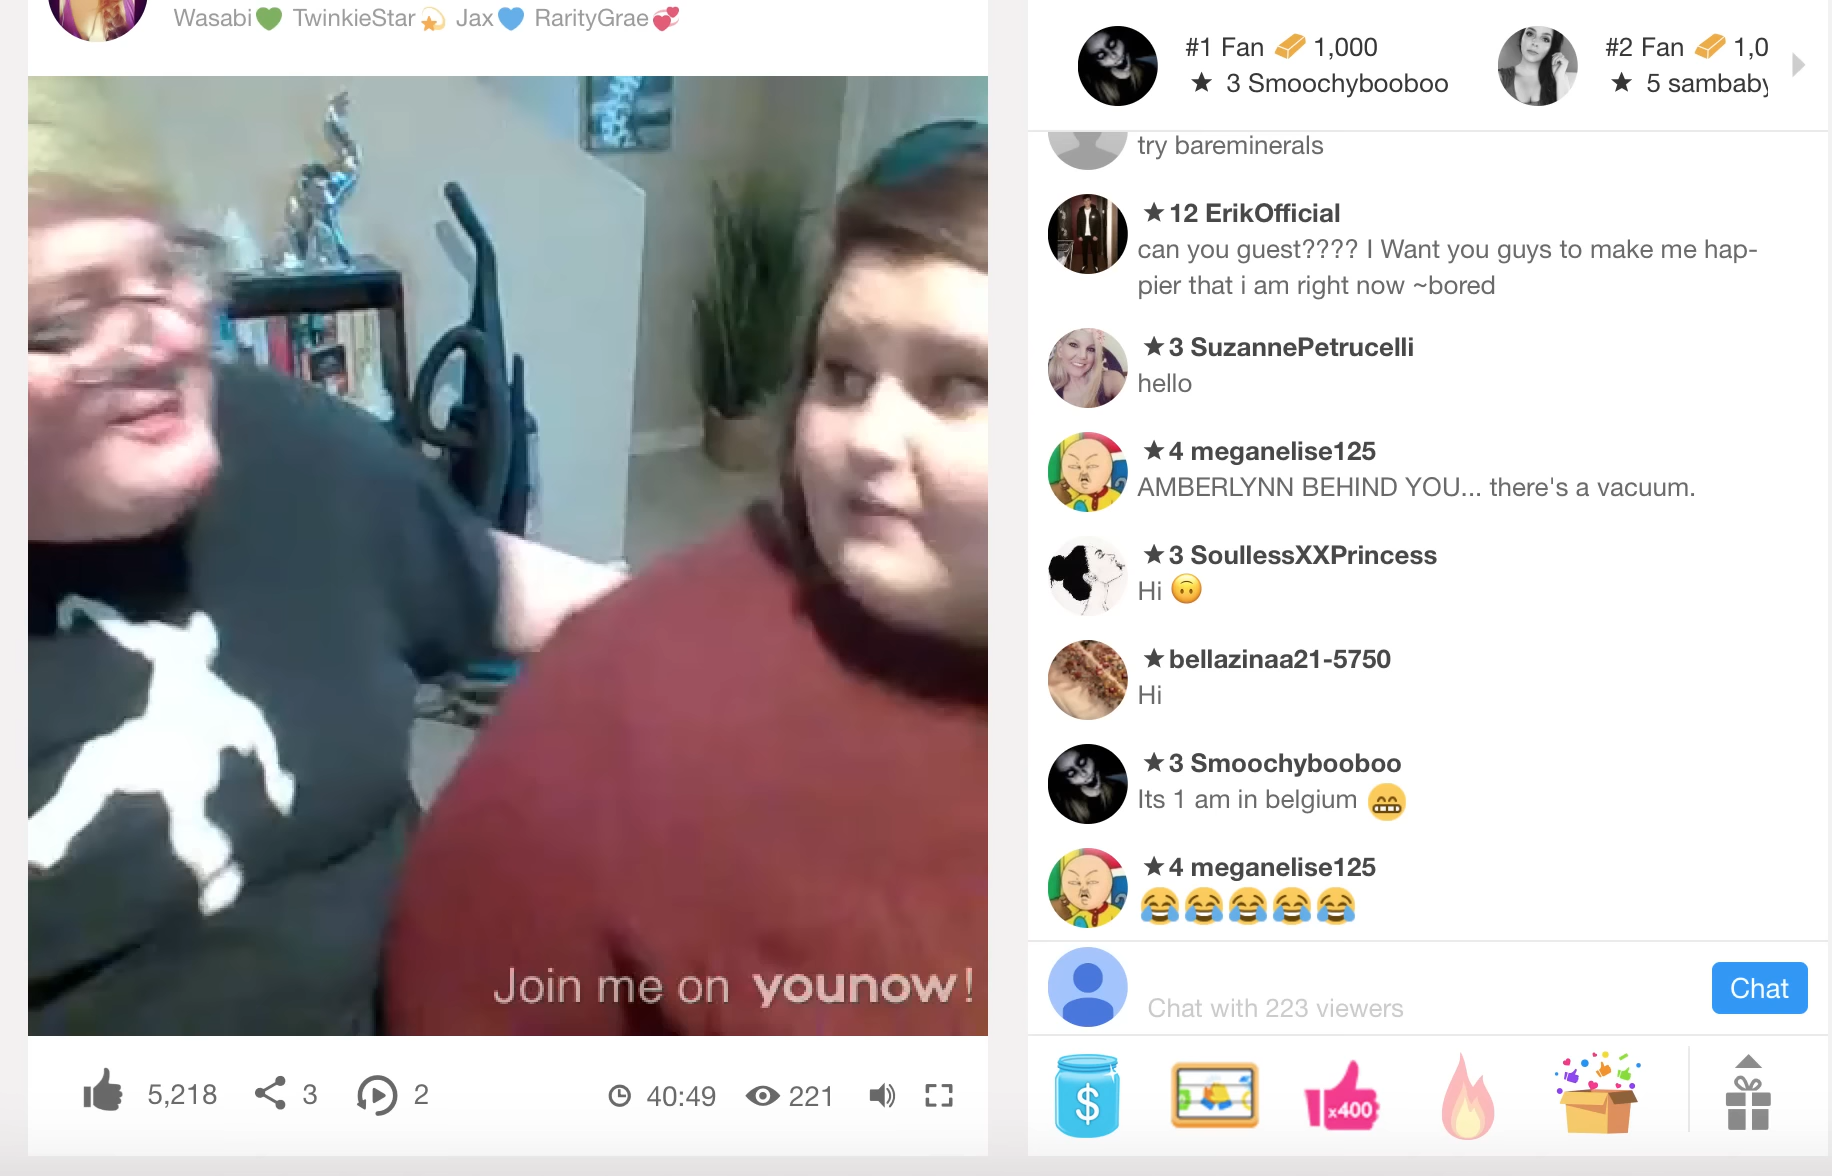 Wasabi💚 TwinkieStar💫 Jax💙 RarityGrae💞
Join me on younow!
5,218
3
2
40:49
221
#1 Fan 1,000
★ 3 Smoochybooboo
#2 Fan 1,0
★ 5 sambaby
try bareminerals
★ 12 ErikOfficial
can you guest???? I Want you guys to make me hap-
pier that i am right now ~bored
★ 3 SuzannePetrucelli
hello
★ 4 meganelise125
AMBERLYNN BEHIND YOU... there's a vacuum.
★ 3 SoullessXXPrincess
Hi 🙃
★ bellazinaa21-5750
Hi
★ 3 Smoochybooboo
Its 1 am in belgium 😁
★ 4 meganelise125
😂😂😂😂😂
Chat with 223 viewers
Chat
$
x400